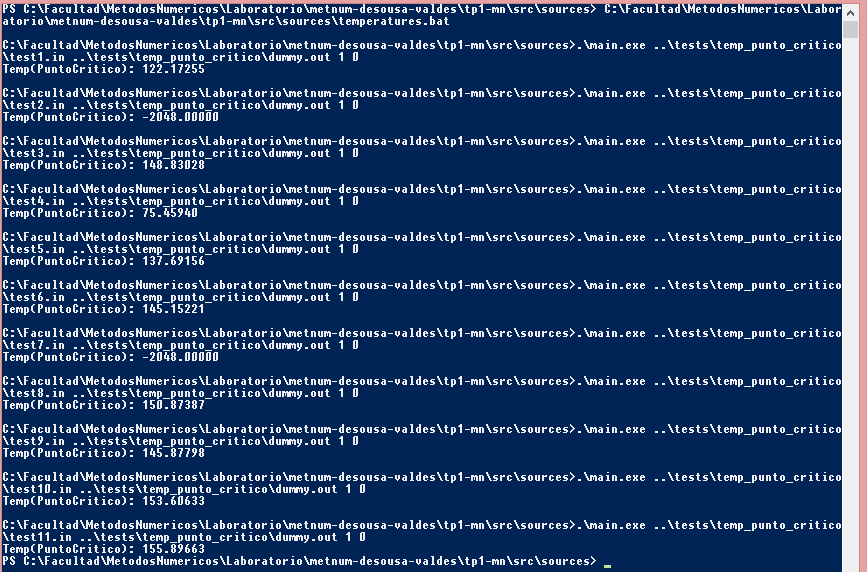 PS C:\Facultad\MetodosNumericos\Laboratorio\metnum-desousa-valdes\tp1-mn\src\sources> C:\Facultad\MetodosNumericos\Labor
atorio\metnum-desousa-valdes\tp1-mn\src\sources\temperatures.bat
C:\Facultad\MetodosNumericos\Laboratorio\metnum-desousa-valdes\tp1-mn\src\sources>.\main.exe ..\tests\temp_punto_critico
\test1.in ..\tests\temp_punto_critico\dummy.out 1 0
Temp(PuntoCritico): 122.17255
C:\Facultad\MetodosNumericos\Laboratorio\metnum-desousa-valdes\tp1-mn\src\sources>.\main.exe ..\tests\temp_punto_critico
\test2.in ..\tests\temp_punto_critico\dummy.out 1 0
Temp(PuntoCritico): -2048.00000
C:\Facultad\MetodosNumericos\Laboratorio\metnum-desousa-valdes\tp1-mn\src\sources>.\main.exe ..\tests\temp_punto_critico
\test3.in ..\tests\temp_punto_critico\dummy.out 1 0
Temp(PuntoCritico): 148.83028
C:\Facultad\MetodosNumericos\Laboratorio\metnum-desousa-valdes\tp1-mn\src\sources>.\main.exe ..\tests\temp_punto_critico
\test4.in ..\tests\temp_punto_critico\dummy.out 1 0
Temp(PuntoCritico): 75.45940
C:\Facultad\MetodosNumericos\Laboratorio\metnum-desousa-valdes\tp1-mn\src\sources>.\main.exe ..\tests\temp_punto_critico
\test5.in ..\tests\temp_punto_critico\dummy.out 1 0
Temp(PuntoCritico): 137.69156
C:\Facultad\MetodosNumericos\Laboratorio\metnum-desousa-valdes\tp1-mn\src\sources>.\main.exe ..\tests\temp_punto_critico
\test6.in ..\tests\temp_punto_critico\dummy.out 1 0
Temp(PuntoCritico): 145.15221
C:\Facultad\MetodosNumericos\Laboratorio\metnum-desousa-valdes\tp1-mn\src\sources>.\main.exe ..\tests\temp_punto_critico
\test7.in ..\tests\temp_punto_critico\dummy.out 1 0
Temp(PuntoCritico): -2048.00000
C:\Facultad\MetodosNumericos\Laboratorio\metnum-desousa-valdes\tp1-mn\src\sources>.\main.exe ..\tests\temp_punto_critico
\test8.in ..\tests\temp_punto_critico\dummy.out 1 0
Temp(PuntoCritico): 150.87387
C:\Facultad\MetodosNumericos\Laboratorio\metnum-desousa-valdes\tp1-mn\src\sources>.\main.exe ..\tests\temp_punto_critico
\test9.in ..\tests\temp_punto_critico\dummy.out 1 0
Temp(PuntoCritico): 145.87798
C:\Facultad\MetodosNumericos\Laboratorio\metnum-desousa-valdes\tp1-mn\src\sources>.\main.exe ..\tests\temp_punto_critico
\test10.in ..\tests\temp_punto_critico\dummy.out 1 0
Temp(PuntoCritico): 153.60633
C:\Facultad\MetodosNumericos\Laboratorio\metnum-desousa-valdes\tp1-mn\src\sources>.\main.exe ..\tests\temp_punto_critico
\test11.in ..\tests\temp_punto_critico\dummy.out 1 0
Temp(PuntoCritico): 155.89663
PS C:\Facultad\MetodosNumericos\Laboratorio\metnum-desousa-valdes\tp1-mn\src\sources> _